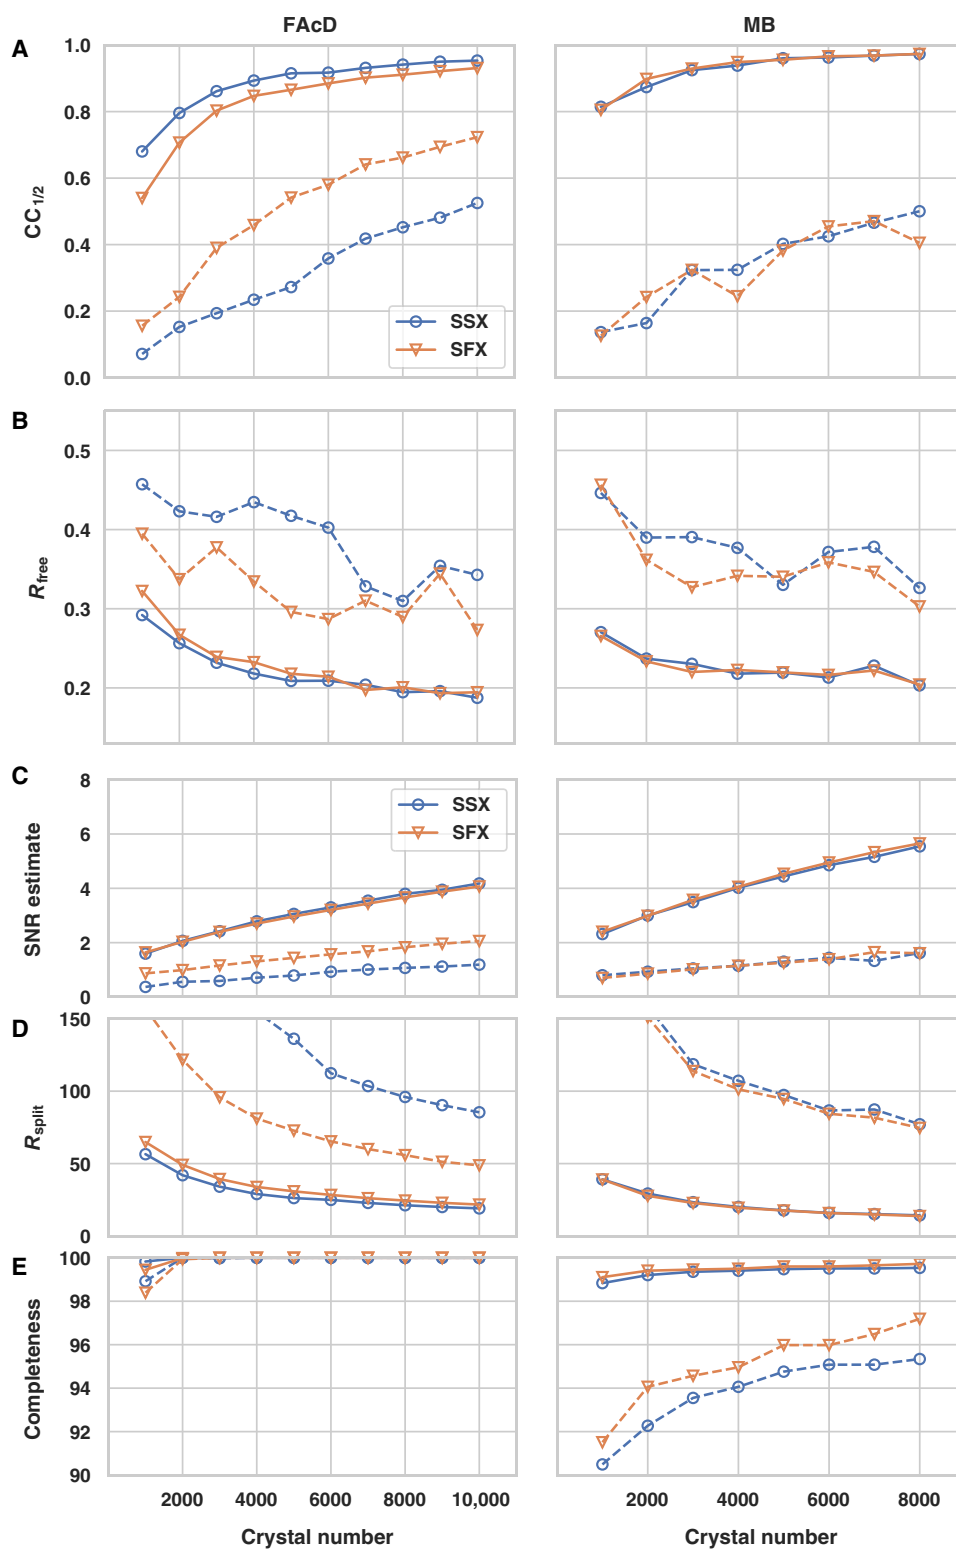 FAcD MB
A
1.0
0.8
0.6
0.4
0.2
0.0
CC1/2
SSX
SFX
B
0.5
0.4
0.3
0.2
Rfree
C
8
6
4
2
0
SNR estimate
SSX
SFX
D
150
100
50
0
Rsplit
E
100
98
96
94
92
90
Completeness
2000 4000 6000 8000 10,000 2000 4000 6000 8000
Crystal number Crystal number